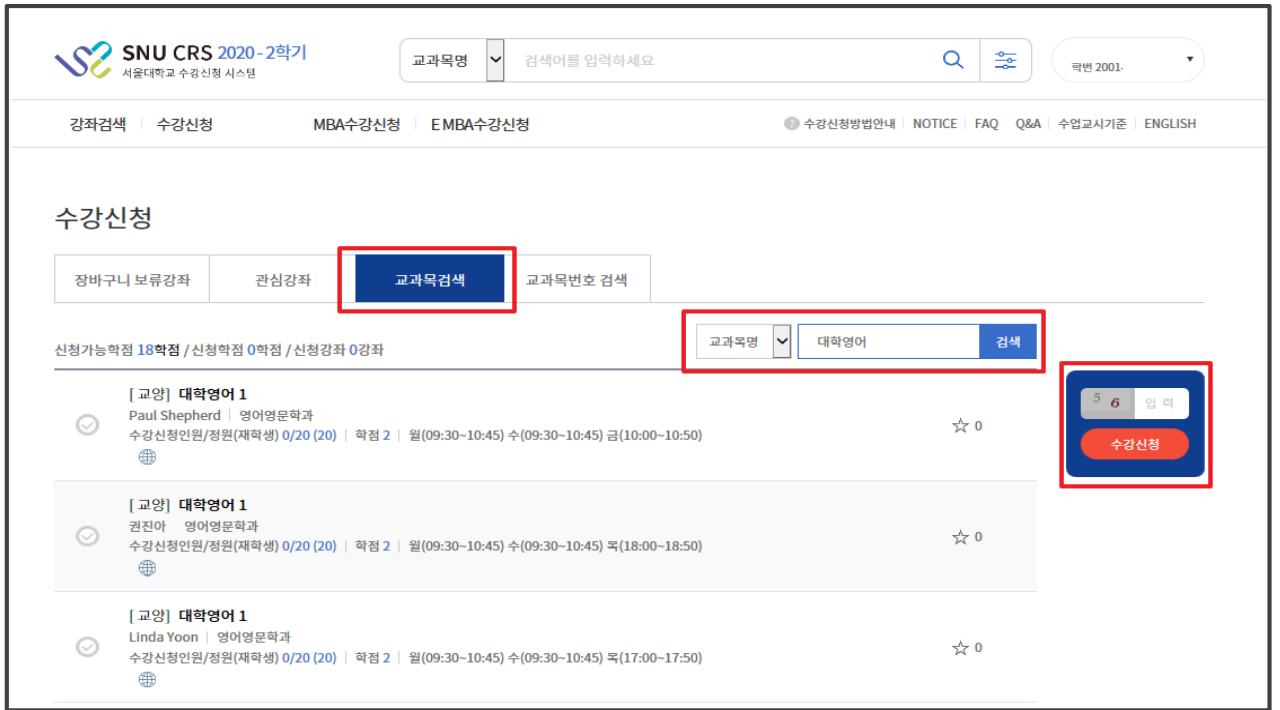 SNU CRS 2020-2학기
서울대학교 수강신청 시스템
교과목명
검색어를 입력하세요
학번 2001-
강좌검색 수강신청 MBA수강신청 EMBA수강신청
수강신청방법안내 NOTICE FAQ Q&A 수업교시기준 ENGLISH
수강신청
장바구니 보류강좌 관심강좌 교과목검색 교과목번호 검색
신청가능학점 18학점 / 신청학점 0학점 / 신청강좌 0강좌
교과목명 대학영어 검색
[교양] 대학영어 1
Paul Shepherd | 영어영문학과
수강신청인원/정원(재학생) 0/20 (20) | 학점 2 | 월(09:30~10:45) 수(09:30~10:45) 금(10:00~10:50)
☆ 0
5 6 입력
수강신청
[교양] 대학영어 1
권진아 영어영문학과
수강신청인원/정원(재학생) 0/20 (20) | 학점 2 | 월(09:30~10:45) 수(09:30~10:45) 목(18:00~18:50)
☆ 0
[교양] 대학영어 1
Linda Yoon | 영어영문학과
수강신청인원/정원(재학생) 0/20 (20) | 학점 2 | 월(09:30~10:45) 수(09:30~10:45) 목(17:00~17:50)
☆ 0